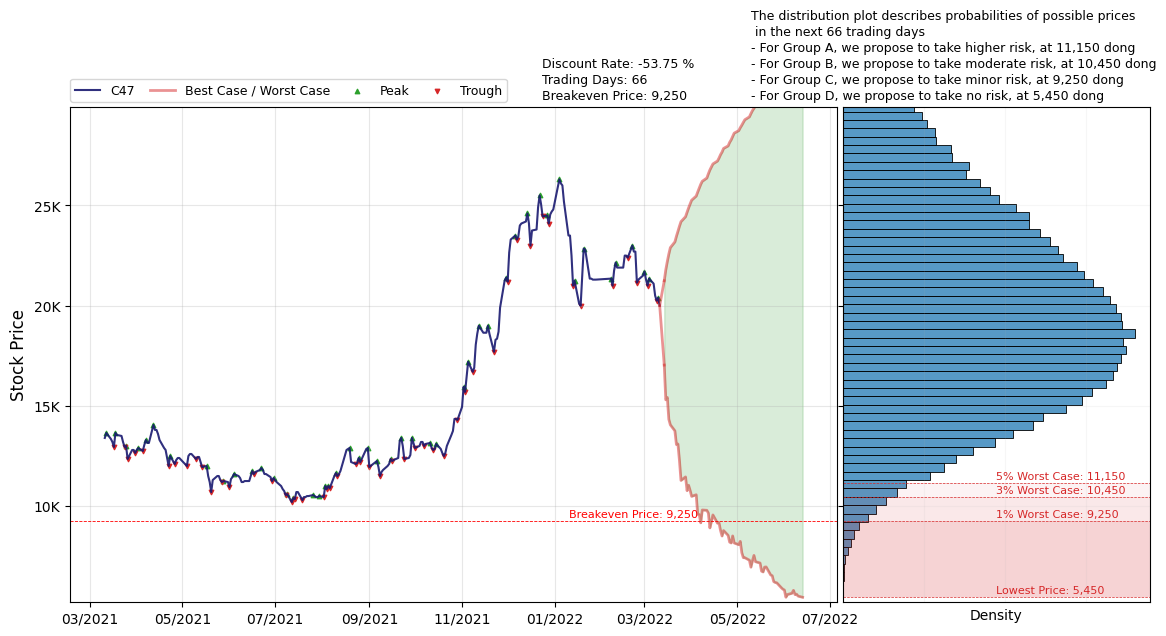 The distribution plot describes probabilities of possible prices
in the next 66 trading days
- For Group A, we propose to take higher risk, at 11,150 dong
- For Group B, we propose to take moderate risk, at 10,450 dong
- For Group C, we propose to take minor risk, at 9,250 dong
- For Group D, we propose to take no risk, at 5,450 dong
Discount Rate: -53.75 %
Trading Days: 66
Breakeven Price: 9,250
C47 Best Case / Worst Case Peak Trough
Stock Price
25K
20K
15K
10K
Breakeven Price: 9,250
5% Worst Case: 11,150
3% Worst Case: 10,450
1% Worst Case: 9,250
Lowest Price: 5,450
03/2021 05/2021 07/2021 09/2021 11/2021 01/2022 03/2022 05/2022 07/2022
Density